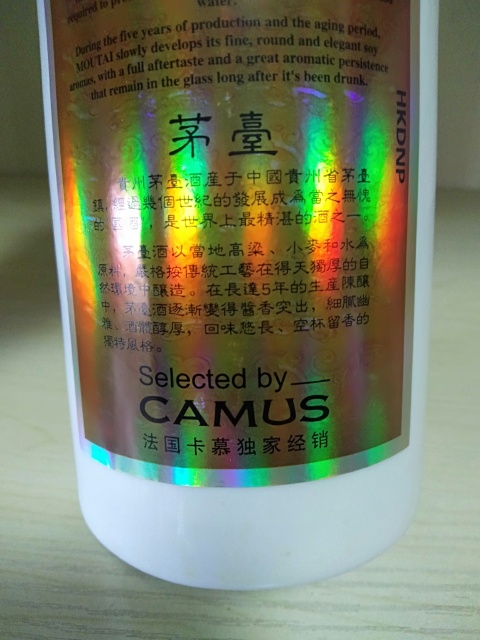 required to
water.
During the five years of production and the aging period,
MOUTAI slowly develops its fine, round and elegant soy
aromas, with a full aftertaste and a great aromatic persistence
that remain in the glass long after it's been drunk.
茅臺
貴州茅臺酒産于中國貴州省茅臺
鎮，經過幾個世紀的發展成爲當之無愧
的"國酒"，是世界上最精湛的酒之一。
茅臺酒以當地高粱、小麥和水爲
原料，嚴格按傳統工藝在得天獨厚的自
然環境中釀造。在長達5年的生産陳釀
中，茅臺酒逐漸變得醬香突出，細膩幽
雅，酒體醇厚，回味悠長、空杯留香的
獨特風格。
Selected by
CAMUS
法国卡慕独家经销
HKDNP